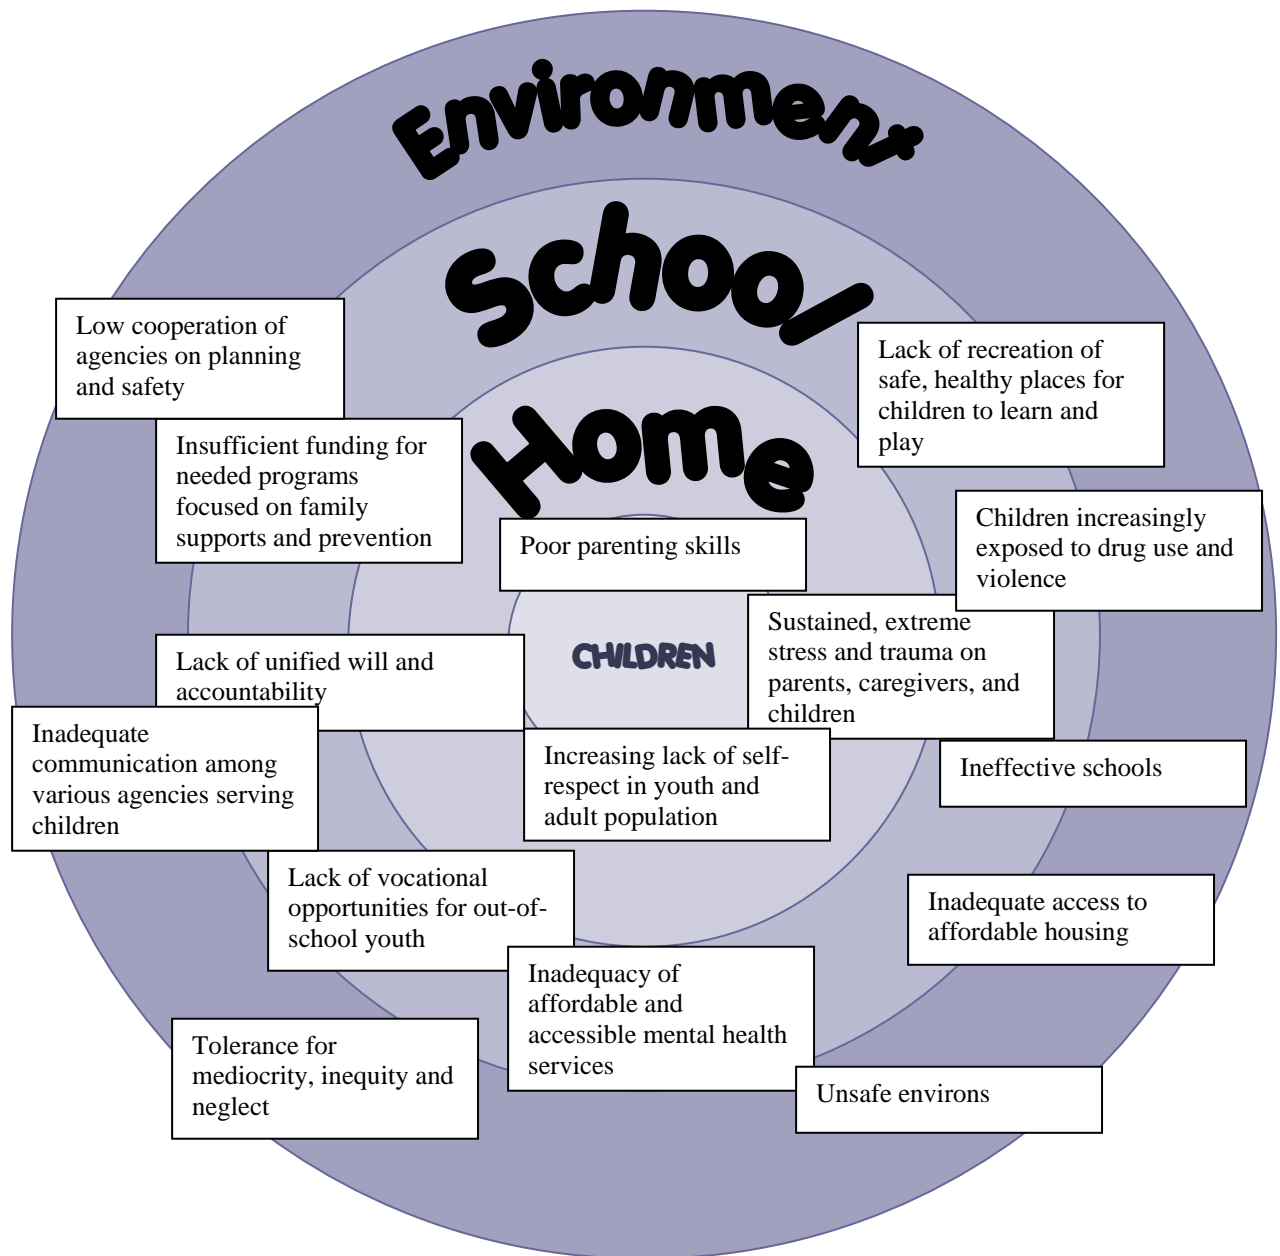 Environment
School
Home
Low cooperation of
agencies on planning
and safety
Lack of recreation of
safe, healthy places for
children to learn and
play
Insufficient funding for
needed programs
focused on family
supports and prevention
Children increasingly
exposed to drug use and
violence
Poor parenting skills
Sustained, extreme
stress and trauma on
parents, caregivers, and
children
CHILDREN
Lack of unified will and
accountability
Inadequate
communication among
various agencies serving
children
Increasing lack of self-
respect in youth and
adult population
Ineffective schools
Lack of vocational
opportunities for out-of-
school youth
Inadequate access to
affordable housing
Inadequacy of
affordable and
accessible mental health
services
Tolerance for
mediocrity, inequity and
neglect
Unsafe environs